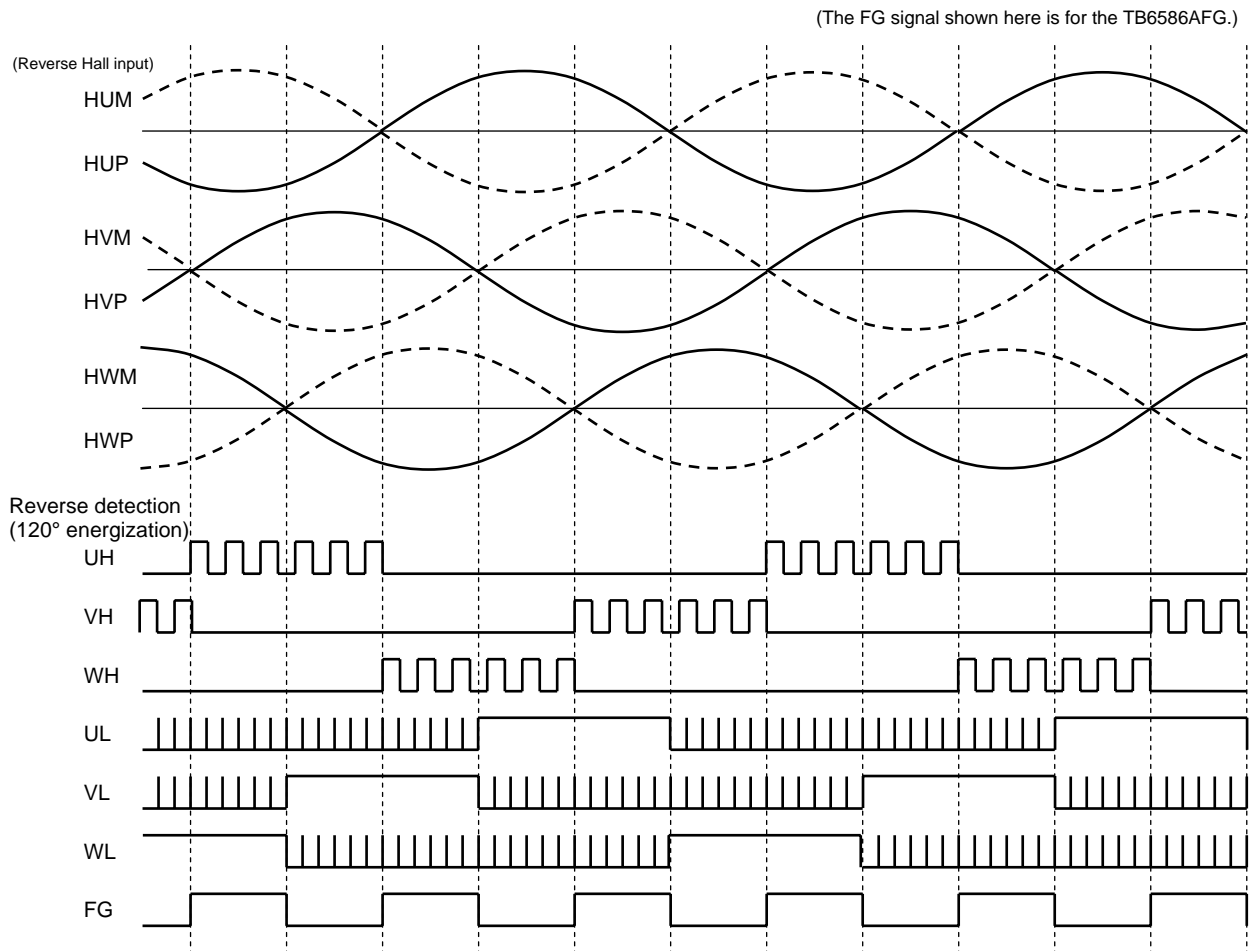 (The FG signal shown here is for the TB6586AFG.)
(Reverse Hall input)
HUM
HUP
HVM
HVP
HWM
HWP
Reverse detection
(120° energization)
UH
VH
WH
UL
VL
WL
FG